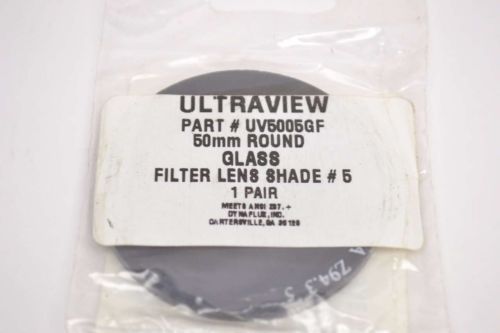 ULTRAVIEW
PART # UV5005GF
50mm ROUND
GLASS
FILTER LENS SHADE # 5
1 PAIR
MEETS ANSI Z87.+
DYNAFLUX, INC.
CARTERSVILLE, GA 30120
A Z94.3 5